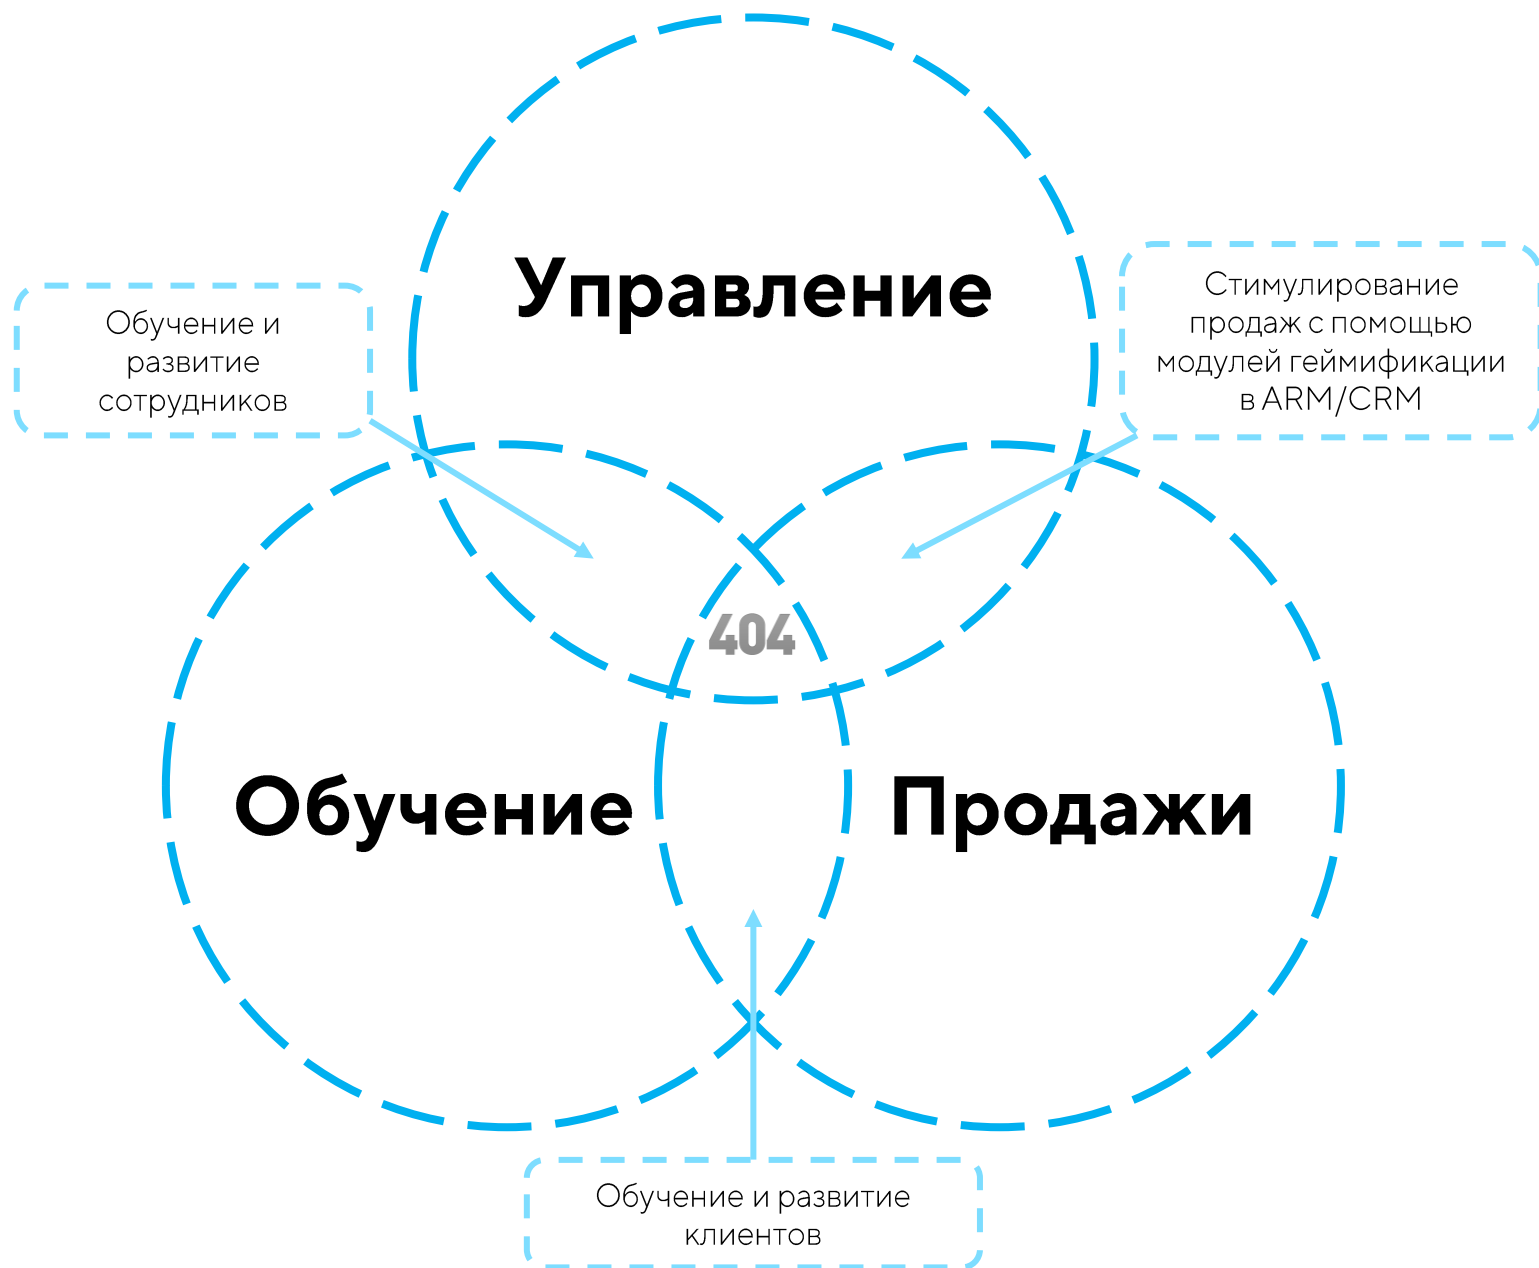 Управление
Стимулирование
продаж с помощью
модулей геймификации
в ARM/CRM
Обучение и
развитие
сотрудников
404
Обучение
Продажи
Обучение и развитие
клиентов